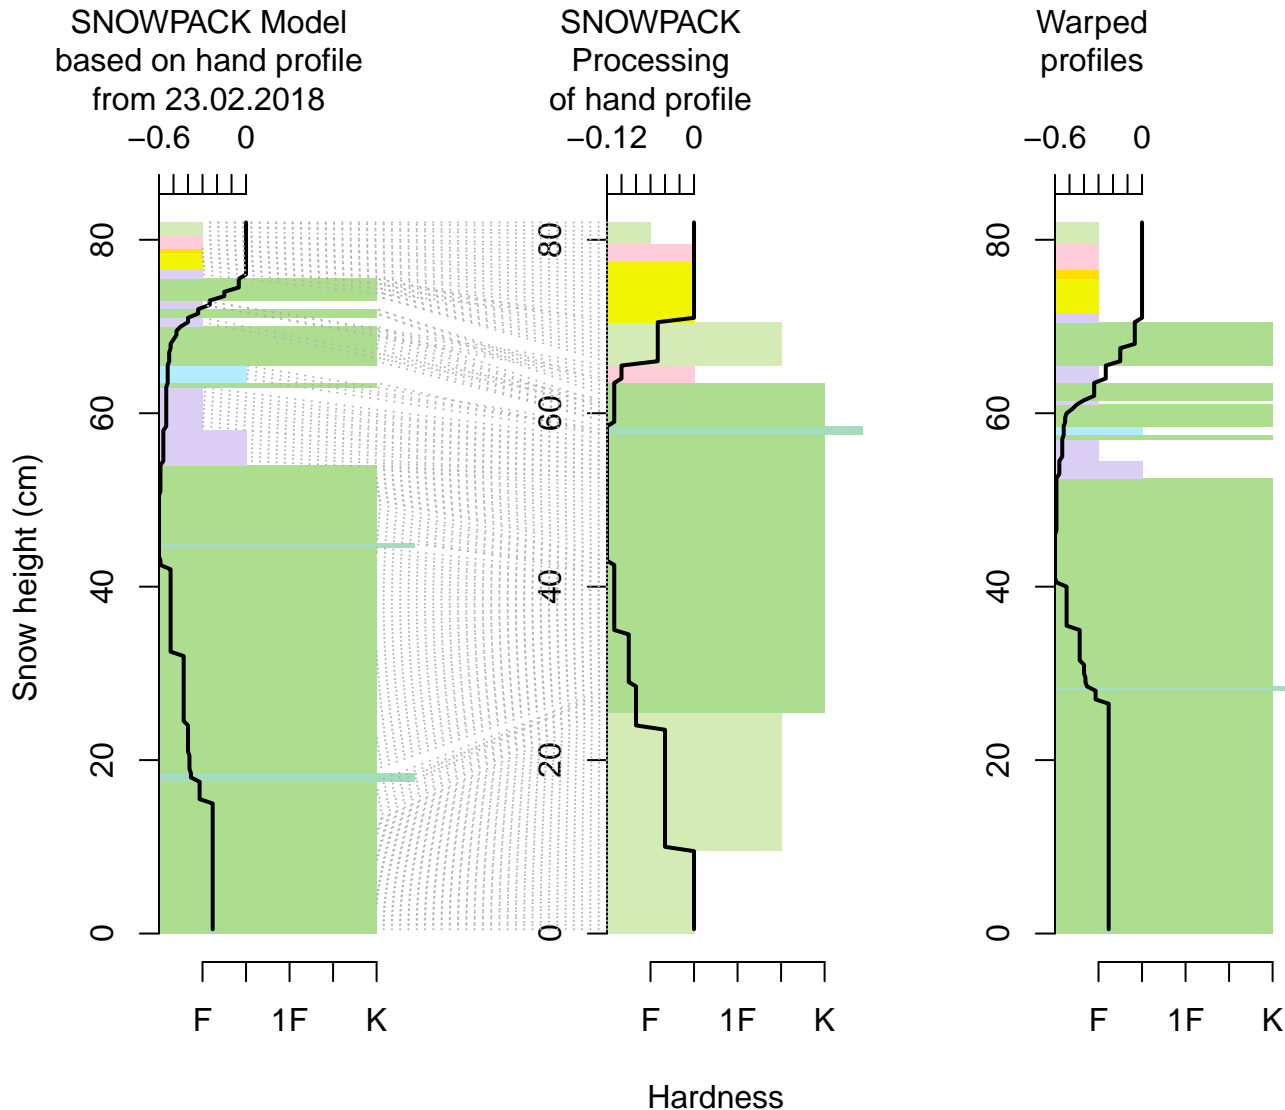 SNOWPACK Model
based on hand profile
from 23.02.2018
SNOWPACK
Processing
of hand profile
Warped
profiles
−0.6 0
−0.12 0
−0.6 0
80
60
40
20
0
80
60
40
20
0
80
60
40
20
0
Snow height (cm)
F 1F K
F 1F K
F 1F K
Hardness